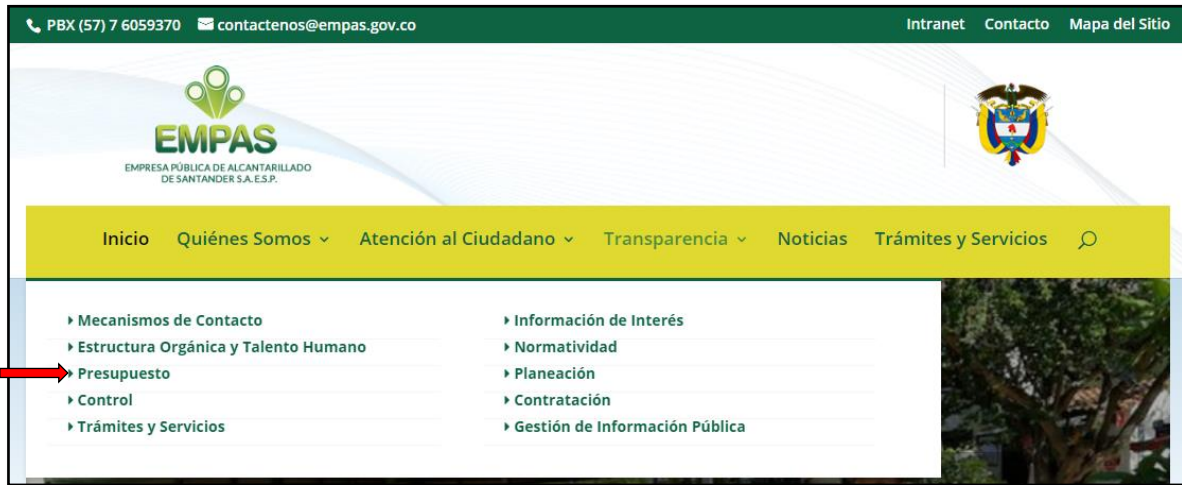 PBX (57) 7 6059370 contactenos@empas.gov.co Intranet Contacto Mapa del Sitio
EMPAS
EMPRESA PÚBLICA DE ALCANTARILLADO
DE SANTANDER S.A. E.S.P.
Inicio Quiénes Somos Atención al Ciudadano Transparencia Noticias Trámites y Servicios
Mecanismos de Contacto
Estructura Orgánica y Talento Humano
Presupuesto
Control
Trámites y Servicios
Información de Interés
Normatividad
Planeación
Contratación
Gestión de Información Pública